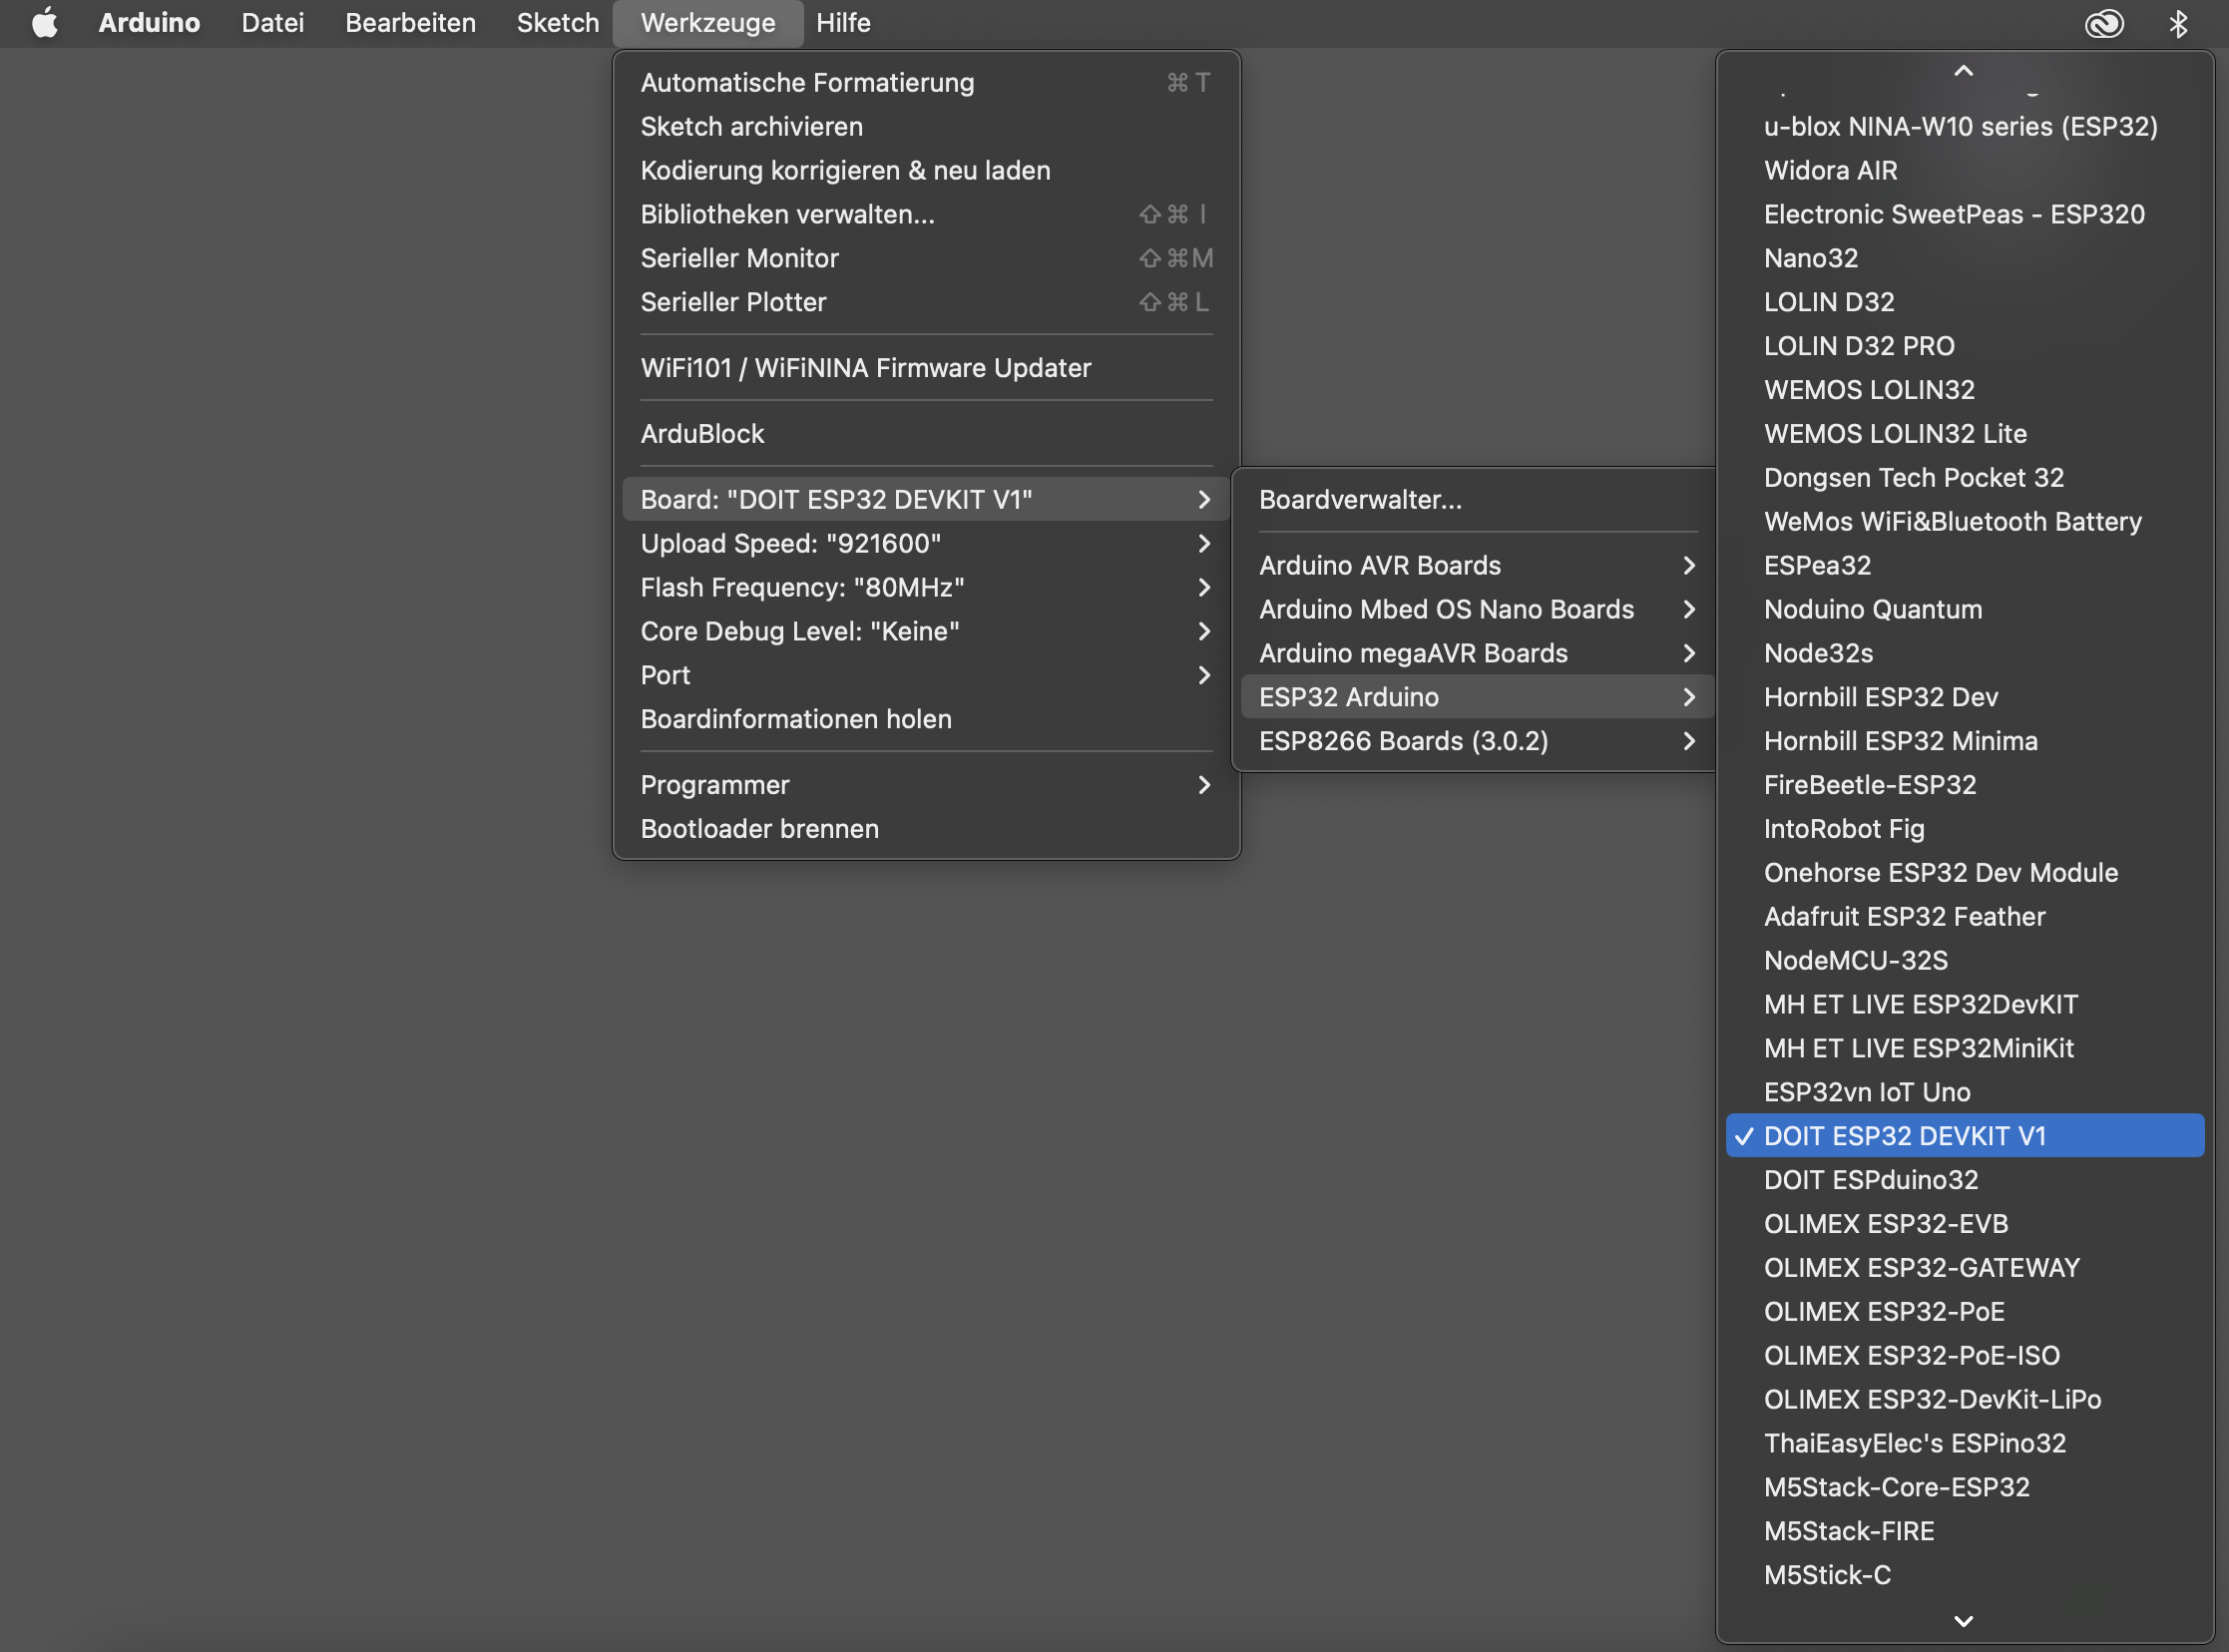 Arduino Datei Bearbeiten Sketch Werkzeuge Hilfe
Automatische Formatierung ⌘ T
Sketch archivieren
Kodierung korrigieren & neu laden
Bibliotheken verwalten... ⇧ ⌘ I
Serieller Monitor ⇧ ⌘ M
Serieller Plotter ⇧ ⌘ L
WiFi101 / WiFiNINA Firmware Updater
ArduBlock
Board: "DOIT ESP32 DEVKIT V1"
Upload Speed: "921600"
Flash Frequency: "80MHz"
Core Debug Level: "Keine"
Port
Boardinformationen holen
Programmer
Bootloader brennen
Boardverwalter...
Arduino AVR Boards
Arduino Mbed OS Nano Boards
Arduino megaAVR Boards
ESP32 Arduino
ESP8266 Boards (3.0.2)
u-blox NINA-W10 series (ESP32)
Widora AIR
Electronic SweetPeas - ESP320
Nano32
LOLIN D32
LOLIN D32 PRO
WEMOS LOLIN32
WEMOS LOLIN32 Lite
Dongsen Tech Pocket 32
WeMos WiFi&Bluetooth Battery
ESPea32
Noduino Quantum
Node32s
Hornbill ESP32 Dev
Hornbill ESP32 Minima
FireBeetle-ESP32
IntoRobot Fig
Onehorse ESP32 Dev Module
Adafruit ESP32 Feather
NodeMCU-32S
MH ET LIVE ESP32DevKIT
MH ET LIVE ESP32MiniKit
ESP32vn IoT Uno
✓ DOIT ESP32 DEVKIT V1
DOIT ESPduino32
OLIMEX ESP32-EVB
OLIMEX ESP32-GATEWAY
OLIMEX ESP32-PoE
OLIMEX ESP32-PoE-ISO
OLIMEX ESP32-DevKit-LiPo
ThaiEasyElec's ESPino32
M5Stack-Core-ESP32
M5Stack-FIRE
M5Stick-C